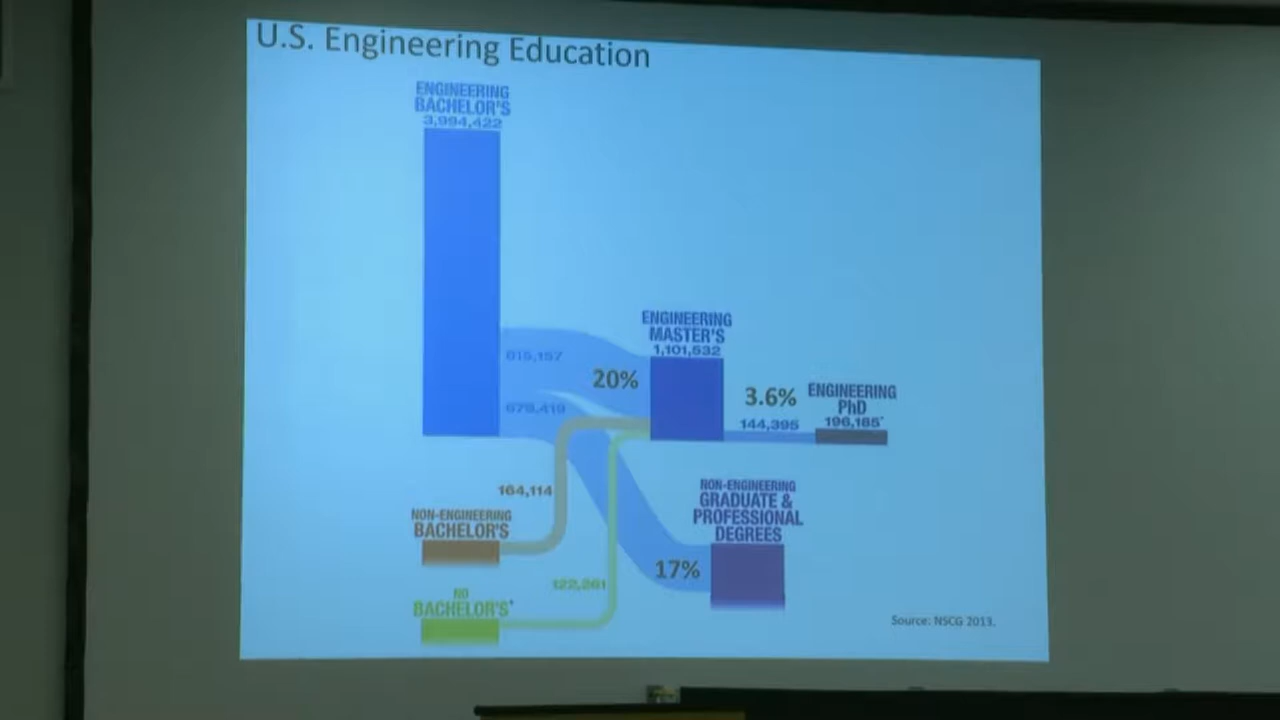 U.S. Engineering Education
ENGINEERING
BACHELOR'S
3,994,422
815,157
20%
679,419
ENGINEERING
MASTER'S
1,101,532
3.6%
144,395
ENGINEERING
PhD
196,185*
164,114
NON-ENGINEERING
BACHELOR'S
NON-ENGINEERING
GRADUATE &
PROFESSIONAL
DEGREES
17%
122,261
NO
BACHELOR'S*
Source: NSCG 2013.